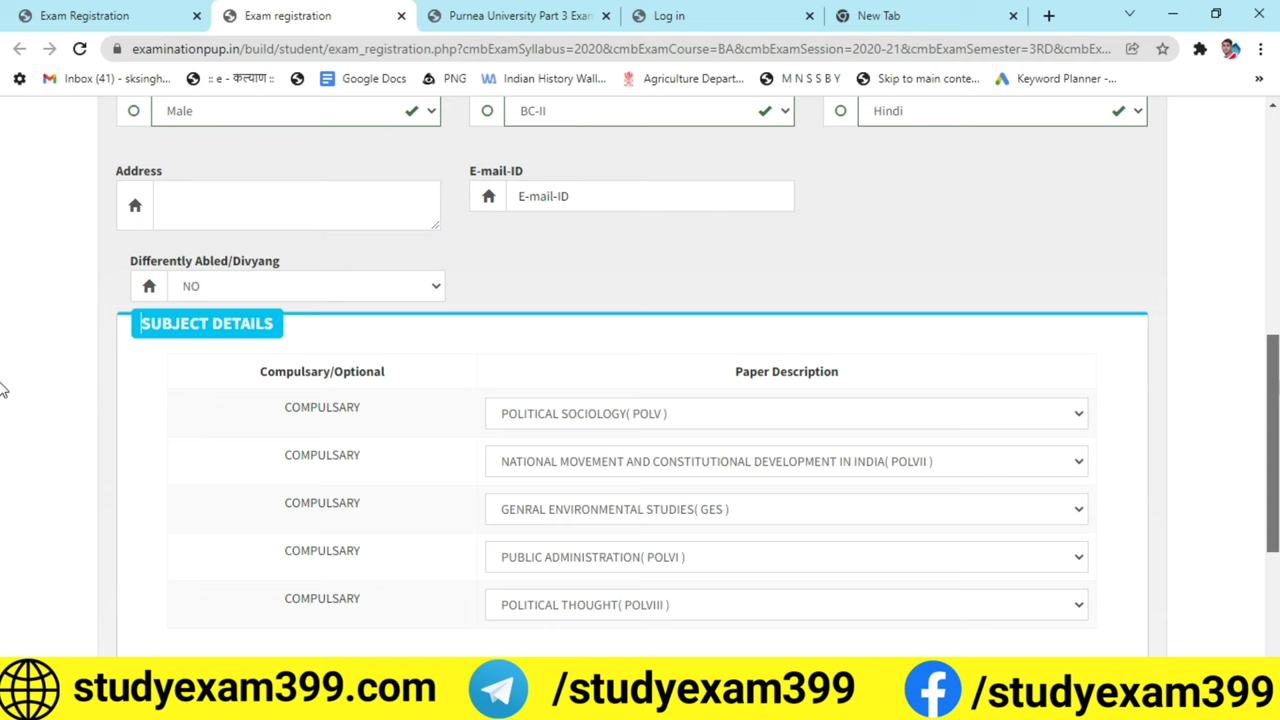 Exam Registration
Exam registration
Purnea University Part 3 Exan
Log in
New Tab
examinationpup.in/build/student/exam_registration.php?cmbExamSyllabus=2020&cmbExamCourse=BA&cmbExamSession=2020-21&cmbExamSemester=3RD&cmbEx...
Inbox (41) - sksingh...
:: e - कल्याण ::
Google Docs
PNG
Indian History Wall...
Agriculture Depart...
M N S S B Y
Skip to main conte...
Keyword Planner -...
»
Male
BC-II
Hindi
Address
E-mail-ID
E-mail-ID
Differently Abled/Divyang
NO
SUBJECT DETAILS
Compulsary/Optional
Paper Description
COMPULSARY
POLITICAL SOCIOLOGY( POLV )
COMPULSARY
NATIONAL MOVEMENT AND CONSTITUTIONAL DEVELOPMENT IN INDIA( POLVII )
COMPULSARY
GENRAL ENVIRONMENTAL STUDIES( GES )
COMPULSARY
PUBLIC ADMINISTRATION( POLVI )
COMPULSARY
POLITICAL THOUGHT( POLVIII )
studyexam399.com
/studyexam399
/studyexam399